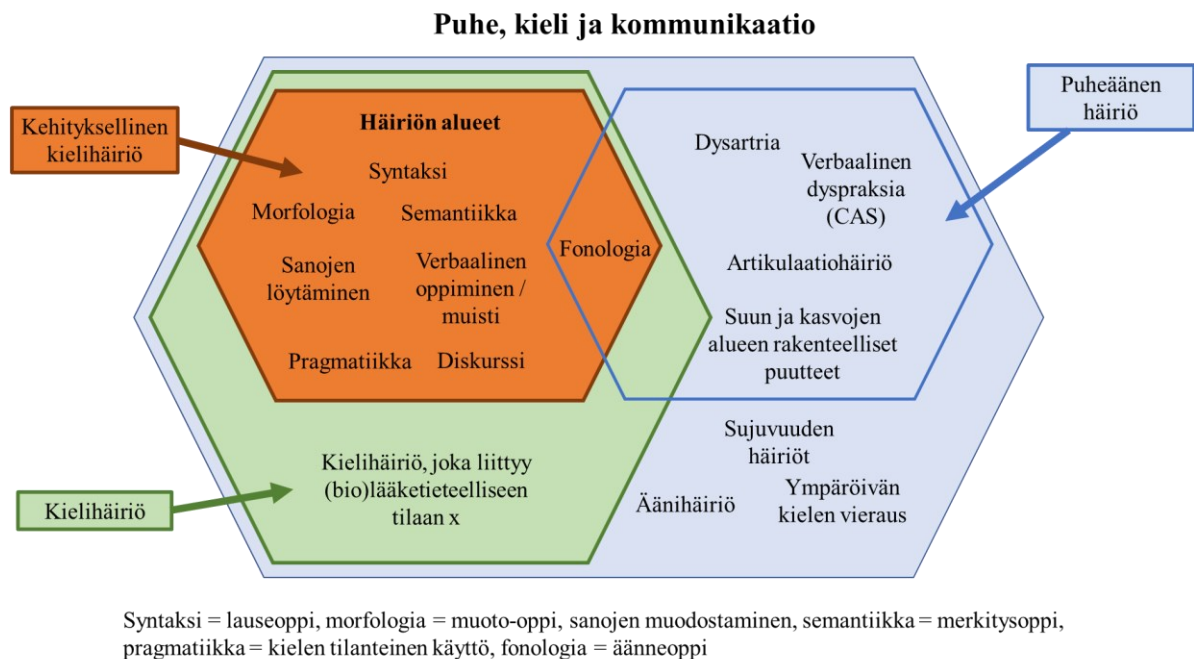 Puhe, kieli ja kommunikaatio
Kehityksellinen
kielihäiriö
Häiriön alueet
Syntaksi
Morfologia
Semantiikka
Sanojen
löytäminen
Verbaalinen
oppiminen /
muisti
Pragmatiikka
Diskurssi
Fonologia
Puheäänen
häiriö
Dysartria
Verbaalinen
dyspraksia
(CAS)
Artikulaatiohäiriö
Suun ja kasvojen
alueen rakenteelliset
puutteet
Kielihäiriö
Kielihäiriö, joka liittyy
(bio)lääketieteelliseen
tilaan x
Sujuvuuden
häiriöt
Äänihäiriö
Ympäröivän
kielen vieraus
Syntaksi = lauseoppi, morfologia = muoto-oppi, sanojen muodostaminen, semantiikka = merkitysoppi,
pragmatiikka = kielen tilanteinen käyttö, fonologia = äänneoppi